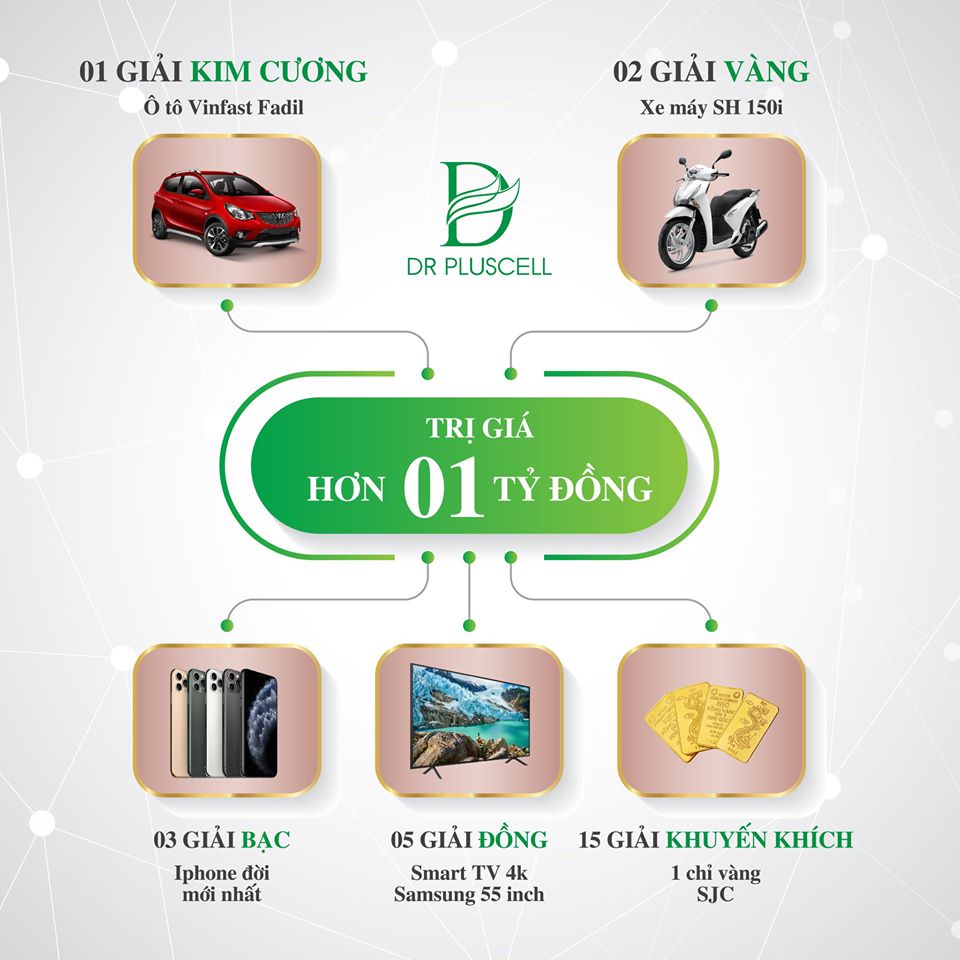 01 GIẢI KIM CƯƠNG
Ô tô Vinfast Fadil
02 GIẢI VÀNG
Xe máy SH 150i
DR PLUSCELL
TRỊ GIÁ
HƠN 01 TỶ ĐỒNG
03 GIẢI BẠC
Iphone đời
mới nhất
05 GIẢI ĐỒNG
Smart TV 4k
Samsung 55 inch
15 GIẢI KHUYẾN KHÍCH
1 chỉ vàng
SJC